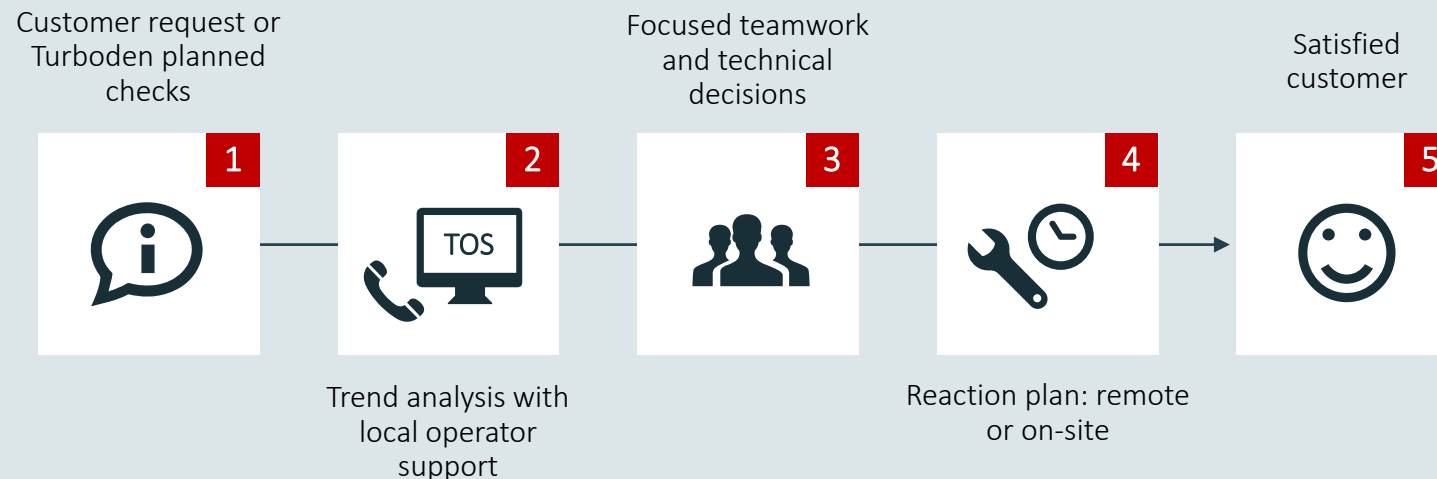 Customer request or
Turboden planned
checks
1
Trend analysis with
local operator
support
2
TOS
Focused teamwork
and technical
decisions
3
Reaction plan: remote
or on-site
4
Satisfied
customer
5